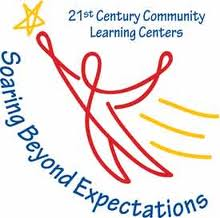 21st Century Community
Learning Centers
Soaring Beyond Expectations